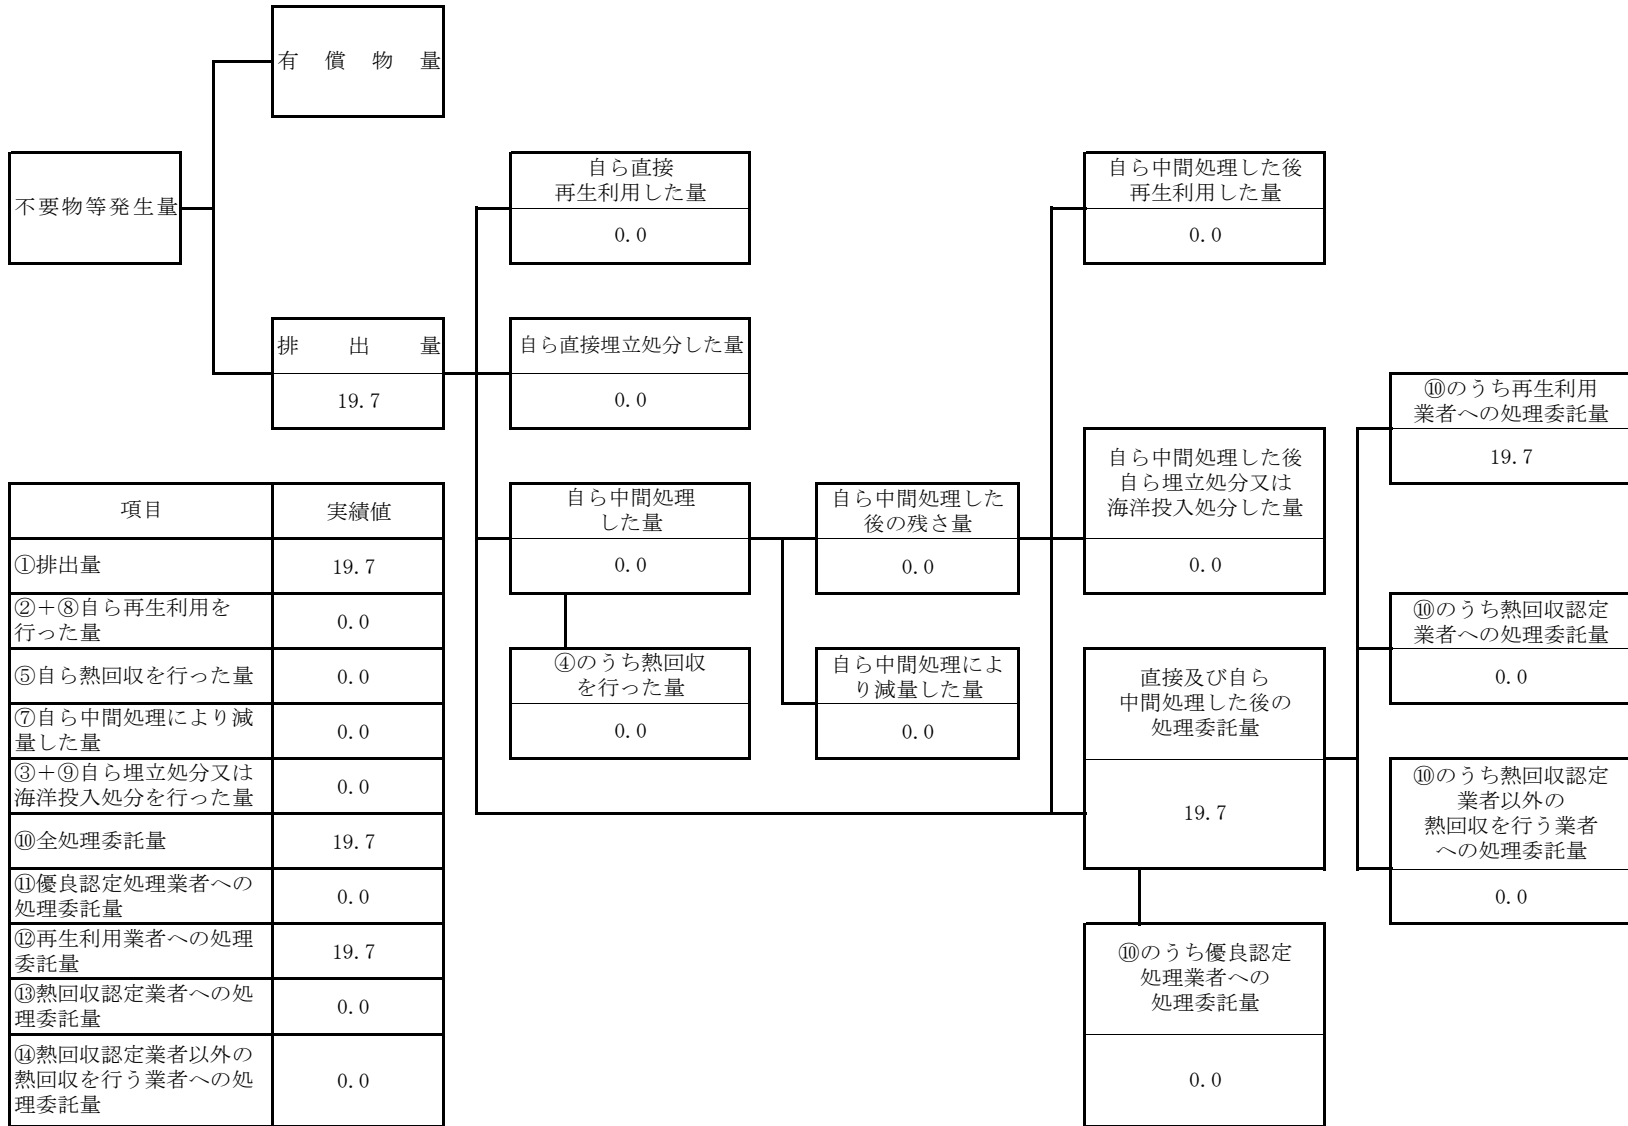 有償物量
不要物等発生量
自ら直接
再生利用した量
0.0
自ら中間処理した後
再生利用した量
0.0
排出量
19.7
自ら直接埋立処分した量
0.0
⑩のうち再生利用
業者への処理委託量
19.7
自ら中間処理
した量
0.0
自ら中間処理した
後の残さ量
0.0
自ら中間処理した後
自ら埋立処分又は
海洋投入処分した量
0.0
⑩のうち熱回収認定
業者への処理委託量
0.0
④のうち熱回収
を行った量
0.0
自ら中間処理によ
り減量した量
0.0
直接及び自ら
中間処理した後の
処理委託量
19.7
⑩のうち熱回収認定
業者以外の
熱回収を行う業者
への処理委託量
0.0
⑩のうち優良認定
処理業者への
処理委託量
0.0
項目 実績値
①排出量 19.7
②＋⑧自ら再生利用を
行った量 0.0
⑤自ら熱回収を行った量 0.0
⑦自ら中間処理により減
量した量 0.0
③＋⑨自ら埋立処分又は
海洋投入処分を行った量 0.0
⑩全処理委託量 19.7
⑪優良認定処理業者への
処理委託量 0.0
⑫再生利用業者への処理
委託量 19.7
⑬熱回収認定業者への処
理委託量 0.0
⑭熱回収認定業者以外の
熱回収を行う業者への処
理委託量 0.0